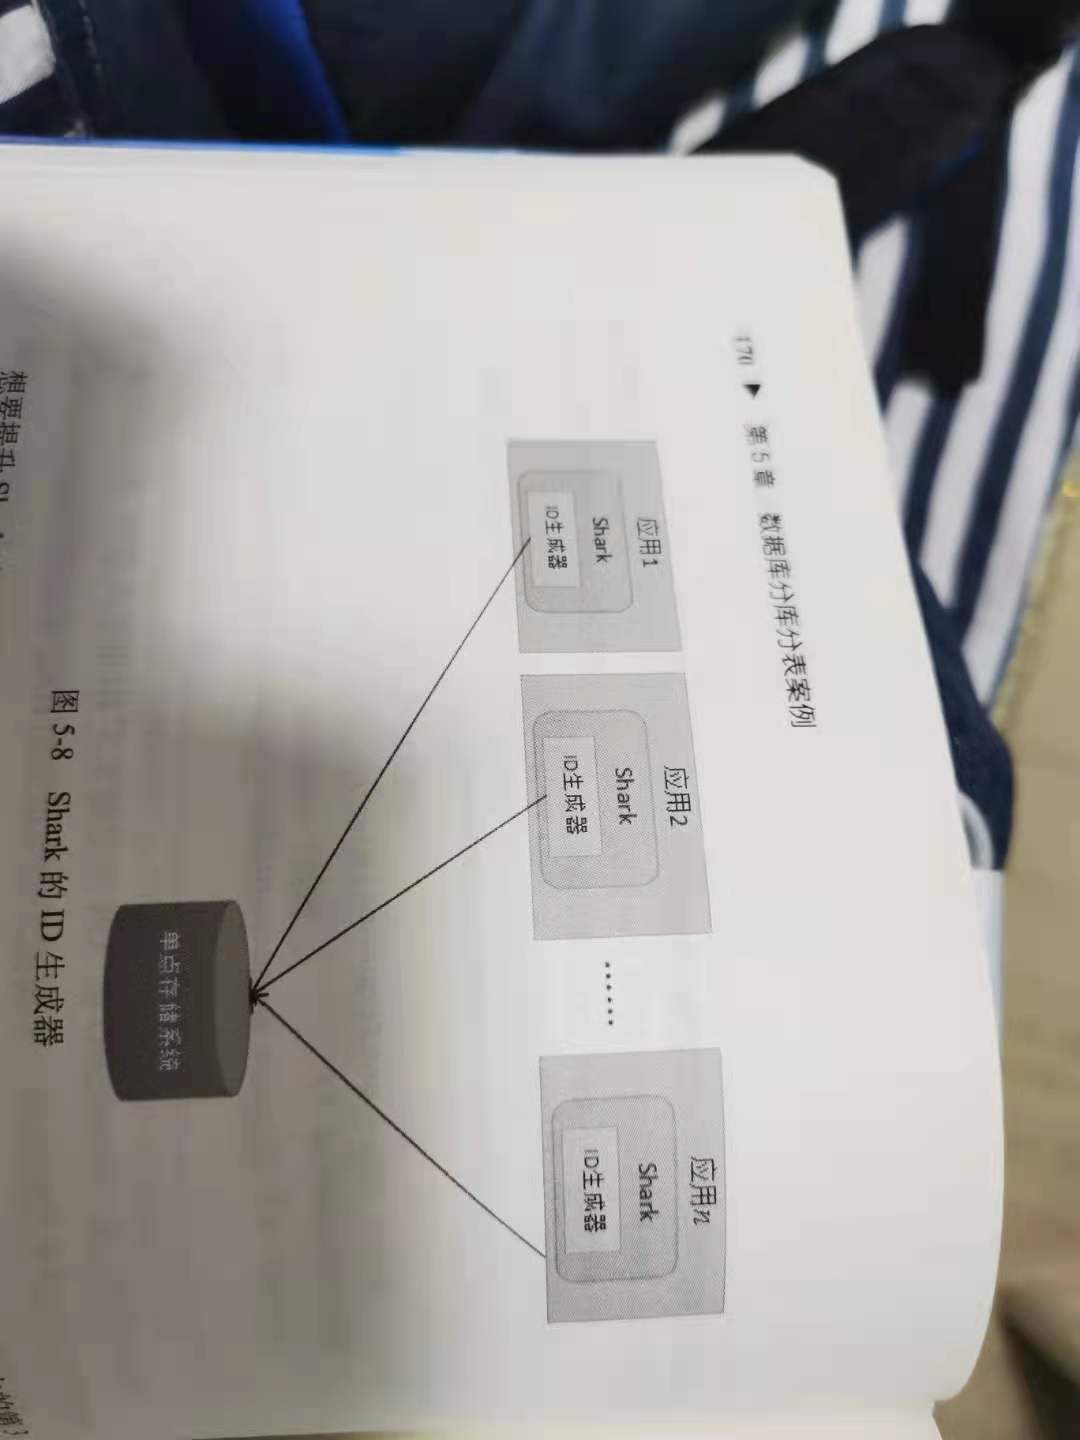 170 ▶ 第 5 章 数据库分库分表案例
应用1
Shark
ID生成器
应用2
Shark
ID生成器
......
应用n
Shark
ID生成器
单点存储系统
图 5-8 Shark 的 ID 生成器
想要提升
的第 3